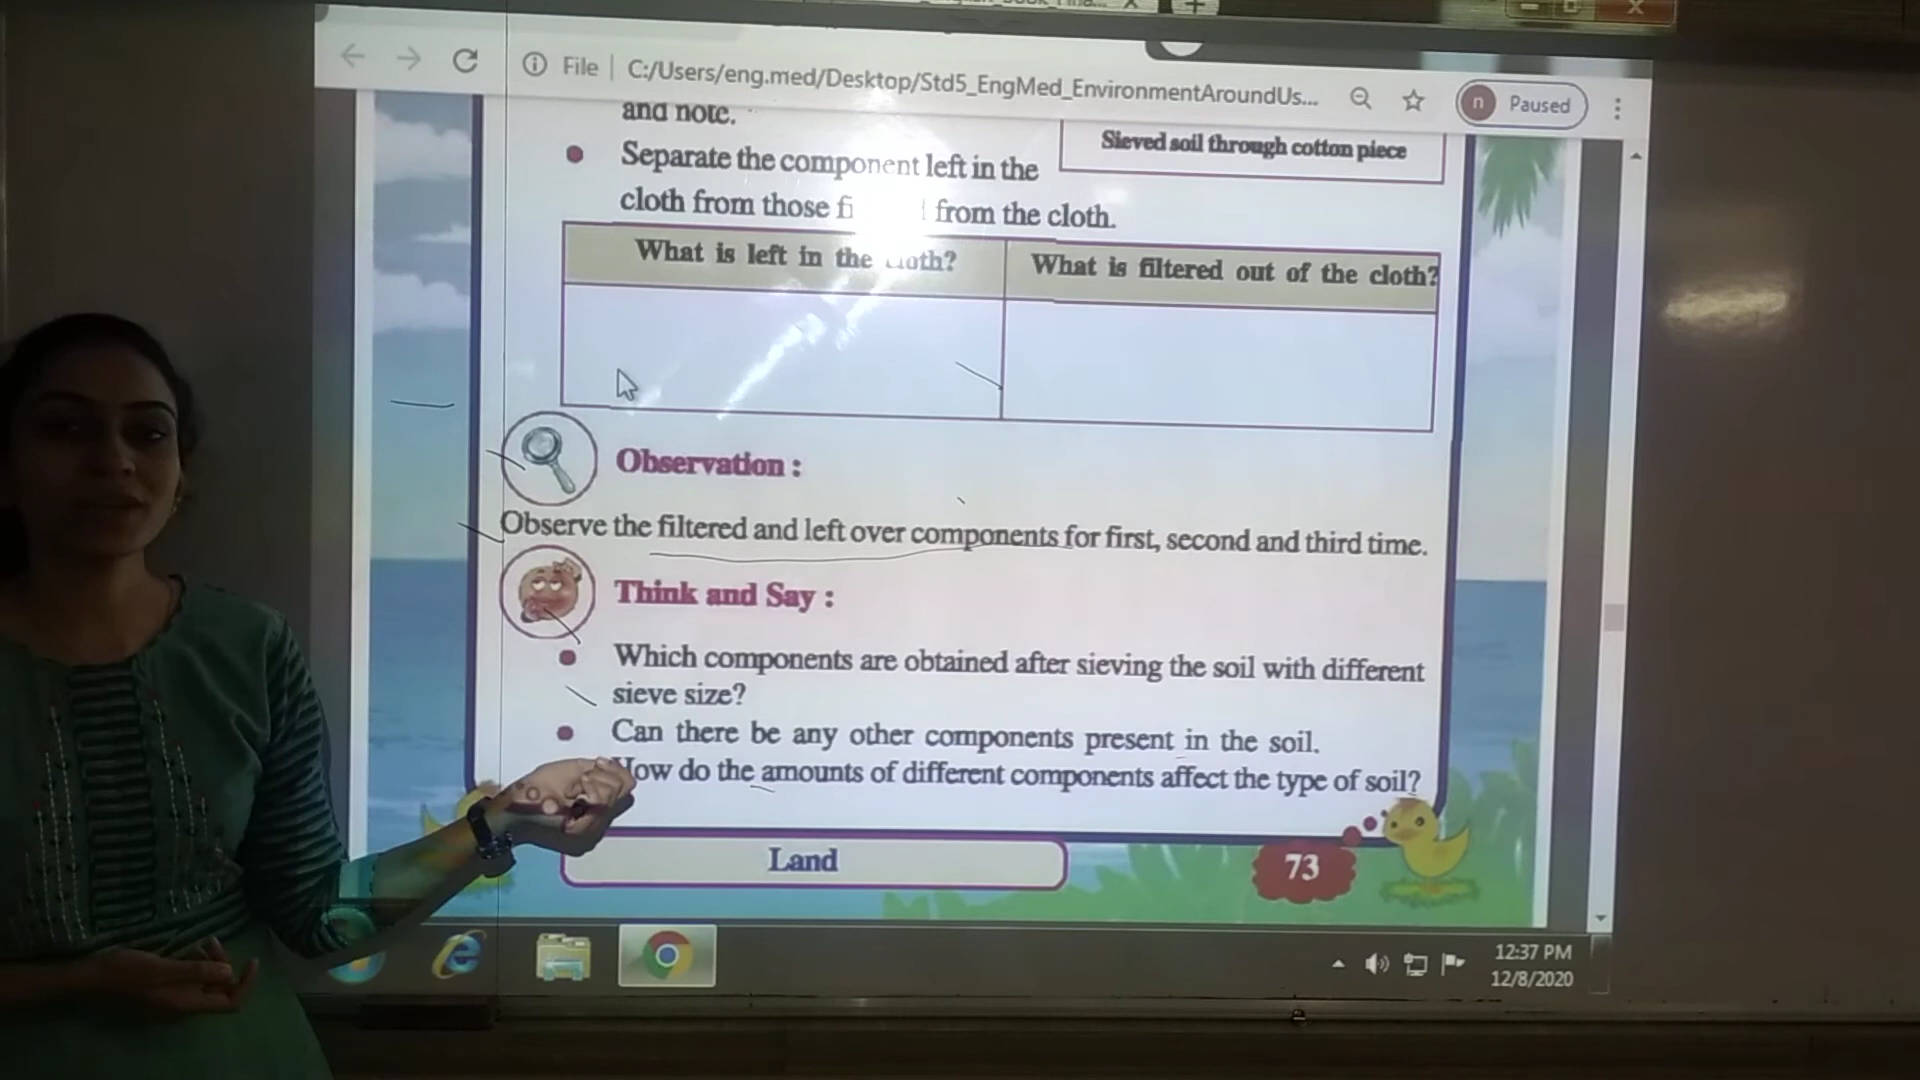 File | C:/Users/eng.med/Desktop/Std5_EngMed_EnvironmentAroundUs...
n Paused
and note.
Sieved soil through cotton piece
Separate the component left in the
cloth from those from the cloth.
What is left in the cloth? What is filtered out of the cloth?
Observation :
Observe the filtered and left over components for first, second and third time.
Think and Say :
Which components are obtained after sieving the soil with different
sieve size?
Can there be any other components present in the soil.
How do the amounts of different components affect the type of soil?
Land
73
12:37 PM
12/8/2020